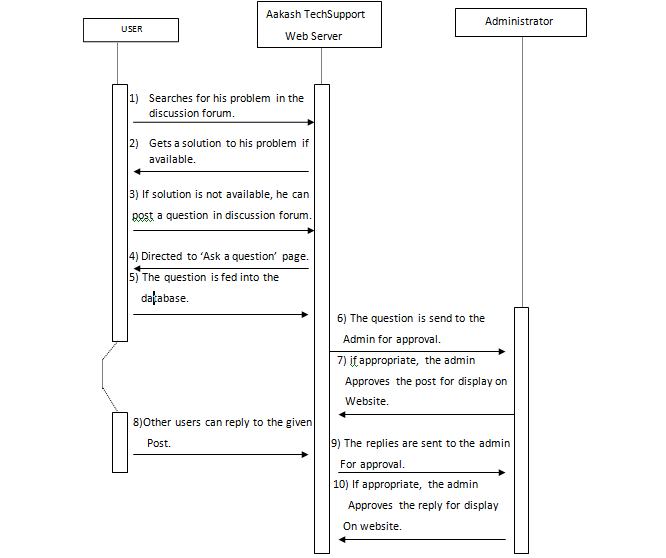 USER
Aakash TechSupport
Web Server
Administrator
1) Searches for his problem in the
discussion forum.
2) Gets a solution to his problem if
available.
3) If solution is not available, he can
post a question in discussion forum.
4) Directed to ‘Ask a question’ page.
5) The question is fed into the
database.
6) The question is send to the
Admin for approval.
7) if appropriate, the admin
Approves the post for display on
Website.
8)Other users can reply to the given
Post.
9) The replies are sent to the admin
For approval.
10) If appropriate, the admin
Approves the reply for display
On website.